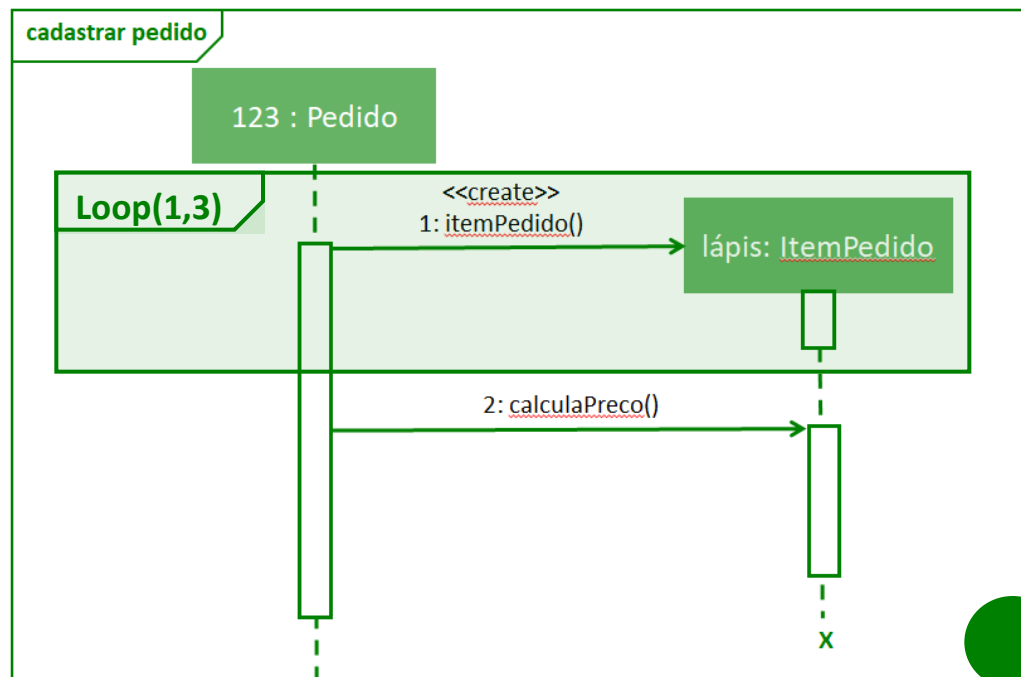 cadastrar pedido
123 : Pedido
Loop(1,3)
<<create>>
1: itemPedido()
lápis: ItemPedido
2: calculaPreco()
X